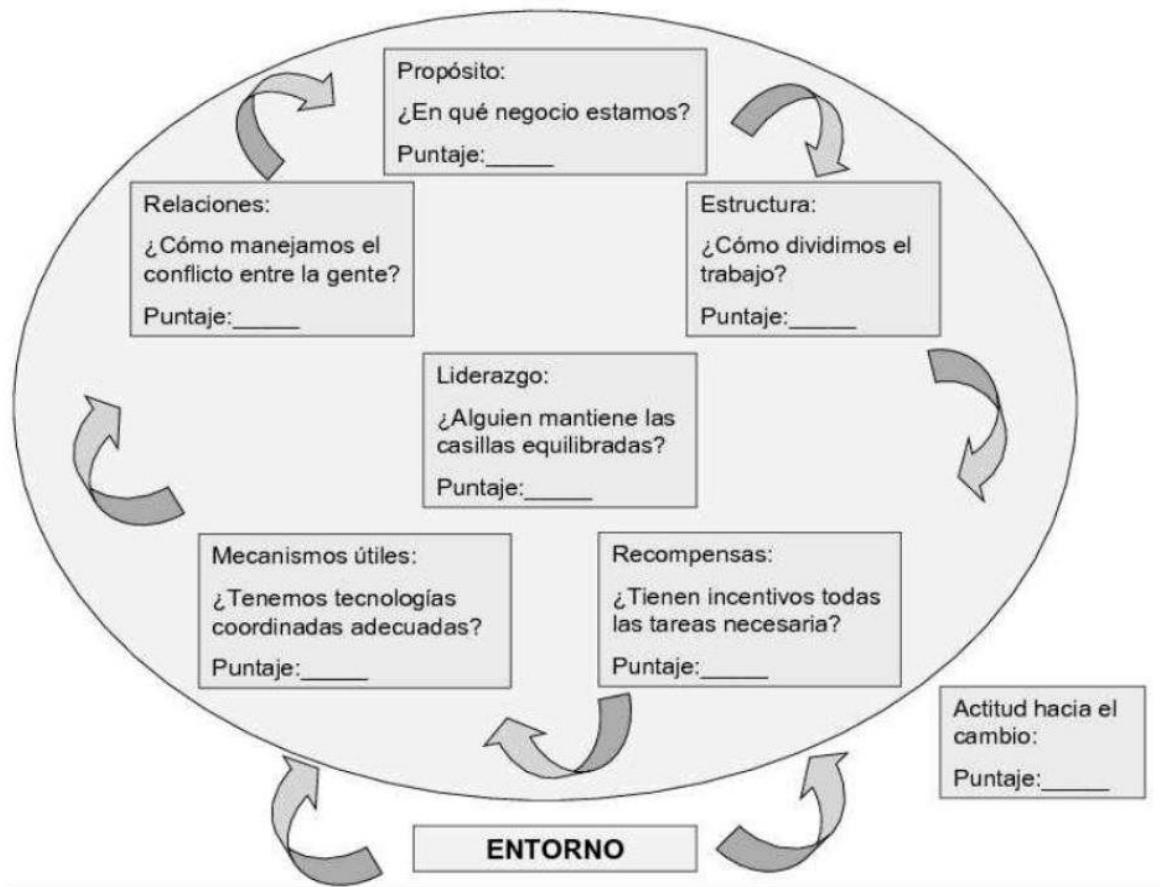 Propósito:
¿En qué negocio estamos?
Puntaje:______
Relaciones:
¿Cómo manejamos el
conflicto entre la gente?
Puntaje:______
Estructura:
¿Cómo dividimos el
trabajo?
Puntaje:______
Liderazgo:
¿Alguien mantiene las
casillas equilibradas?
Puntaje:______
Mecanismos útiles:
¿Tenemos tecnologías
coordinadas adecuadas?
Puntaje:______
Recompensas:
¿Tienen incentivos todas
las tareas necesaria?
Puntaje:______
Actitud hacia el
cambio:
Puntaje:______
ENTORNO